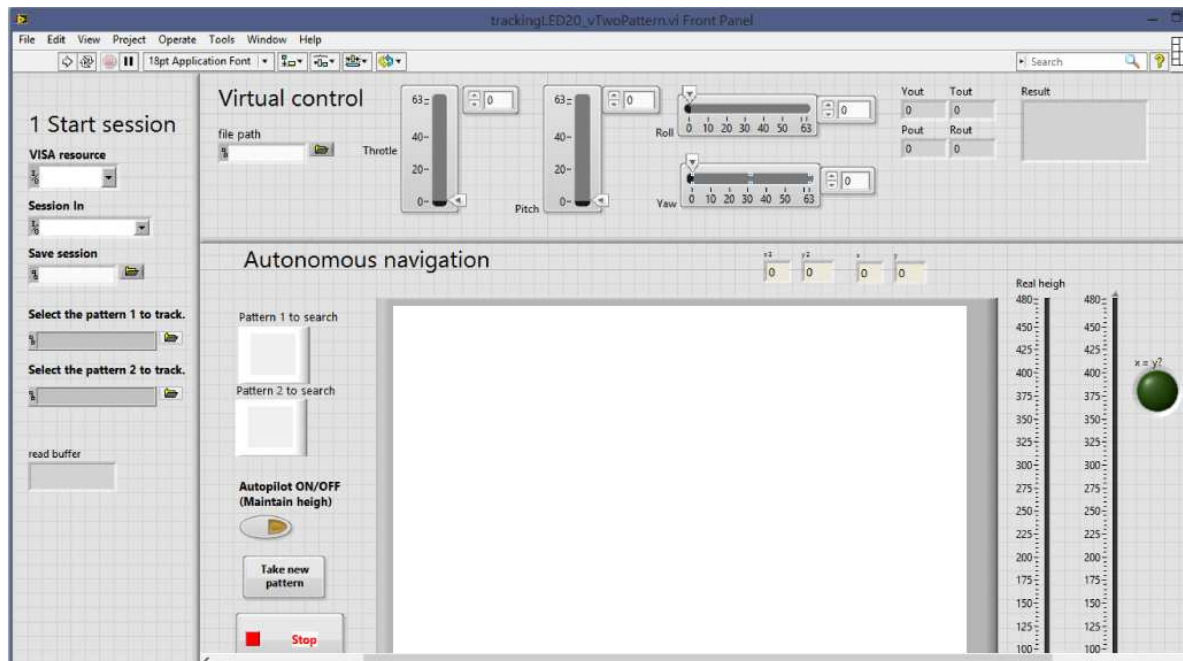 trackingLED20_vTwoPattern.vi Front Panel
File Edit View Project Operate Tools Window Help
18pt Application Font
Search
1 Start session
VISA resource
Session In
Save session
Select the pattern 1 to track.
Select the pattern 2 to track.
read buffer
Virtual control
file path
Throtle
63
40
20
0
0
Pitch
63
40
20
0
0
Roll
0 10 20 30 40 50 63
0
Yaw
0 10 20 30 40 50 63
0
Yout Tout
0 0
Pout Rout
0 0
Result
Autonomous navigation
y2 x y
0 0 0 0
Pattern 1 to search
Pattern 2 to search
Autopilot ON/OFF
(Maintain heigh)
Take new
pattern
Stop
Real heigh
480 480
450 450
425 425
400 400
375 375
350 350
325 325
300 300
275 275
250 250
225 225
200 200
175 175
150 150
125 125
100 100
x = y?